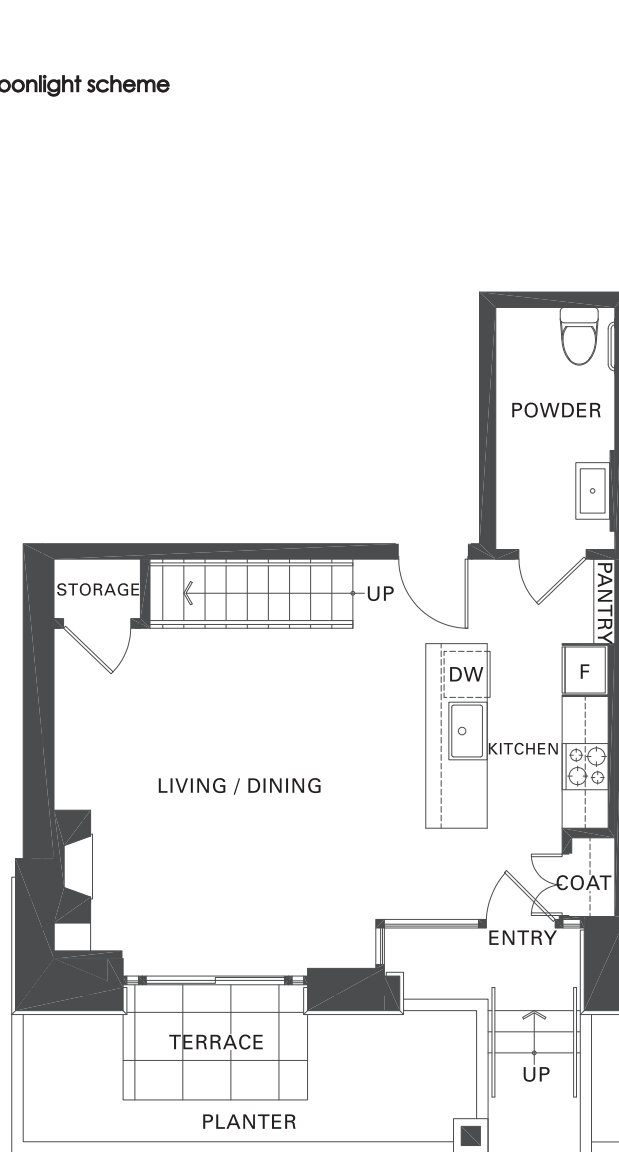 oonlight scheme
POWDER
STORAGE
UP
PANTRY
DW
F
KITCHEN
LIVING / DINING
COAT
ENTRY
TERRACE
UP
PLANTER